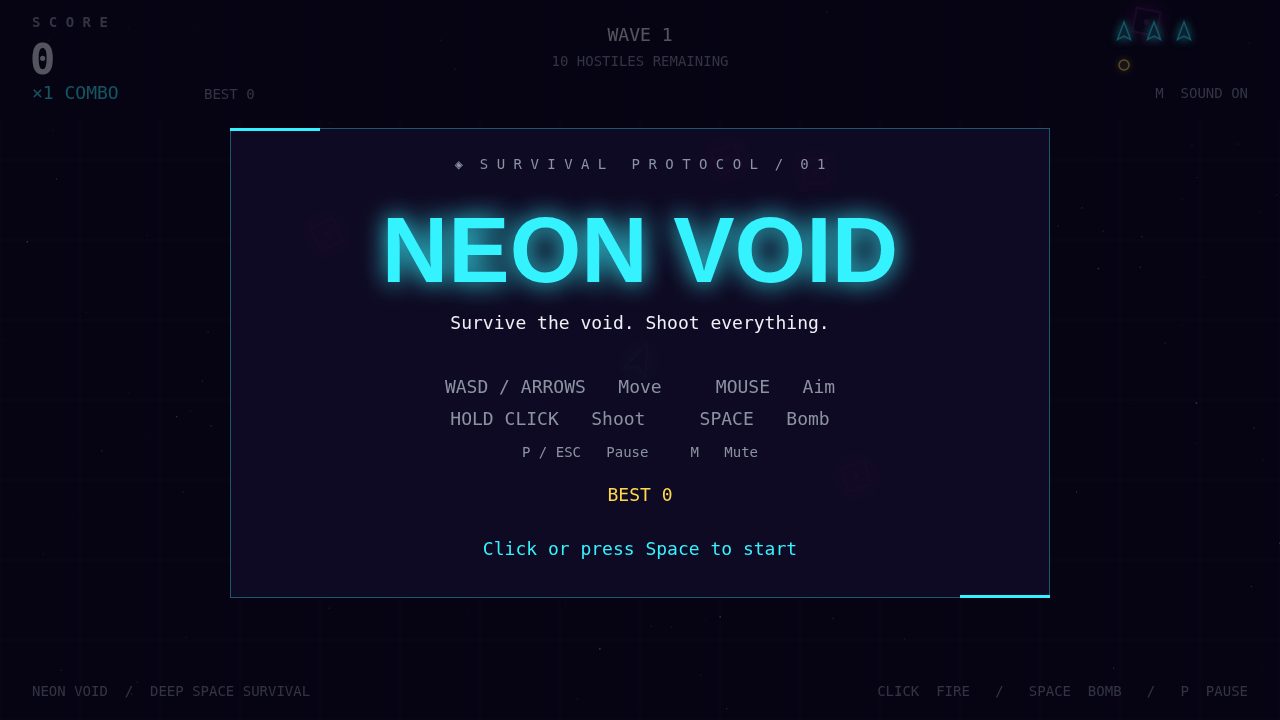 SCORE
0
×1 COMBO
BEST 0
WAVE 1
10 HOSTILES REMAINING
M SOUND ON
◈ SURVIVAL PROTOCOL / 01
NEON VOID
Survive the void. Shoot everything.
WASD / ARROWS Move MOUSE Aim
HOLD CLICK Shoot SPACE Bomb
P / ESC Pause M Mute
BEST 0
Click or press Space to start
NEON VOID / DEEP SPACE SURVIVAL
CLICK FIRE / SPACE BOMB / P PAUSE